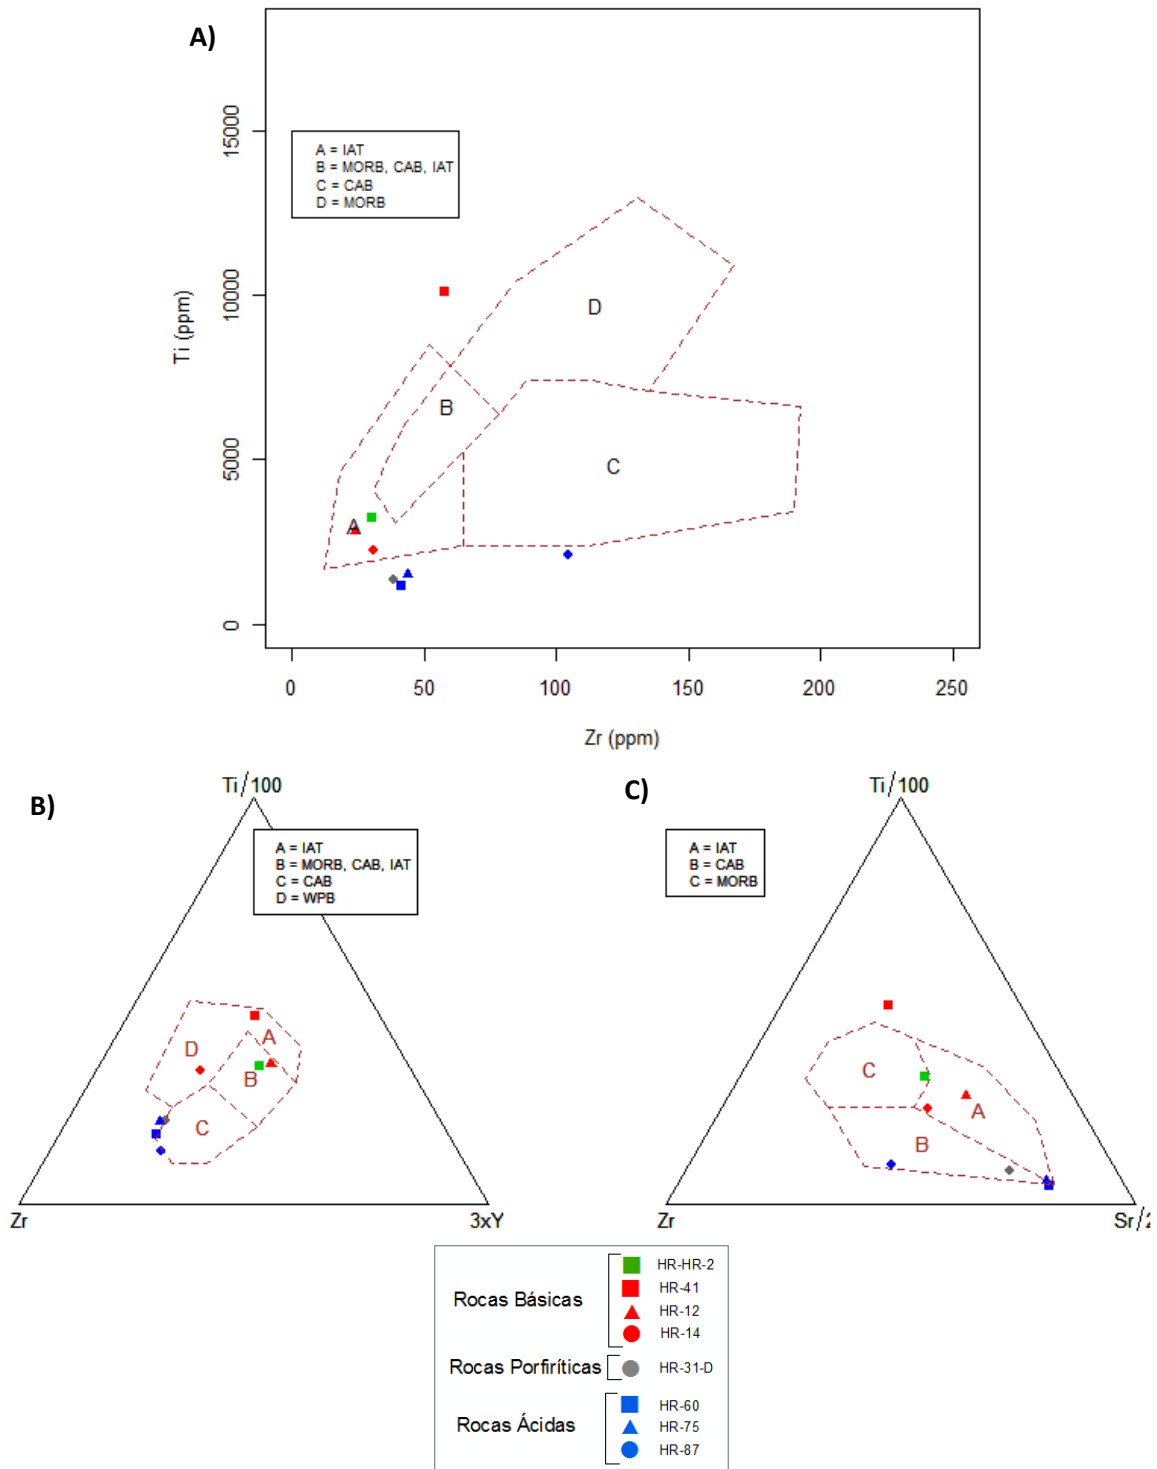 A)
15000
10000
5000
0
Ti (ppm)
A = IAT
B = MORB, CAB, IAT
C = CAB
D = MORB
D
B
C
A
0 50 100 150 200 250
Zr (ppm)
B)
Ti/100
A = IAT
B = MORB, CAB, IAT
C = CAB
D = WPB
A
D
B
C
Zr 3xY
C)
Ti/100
A = IAT
B = CAB
C = MORB
C
A
B
Zr Sr/2
Rocas Básicas
HR-HR-2
HR-41
HR-12
HR-14
Rocas Porfiríticas
HR-31-D
Rocas Ácidas
HR-60
HR-75
HR-87